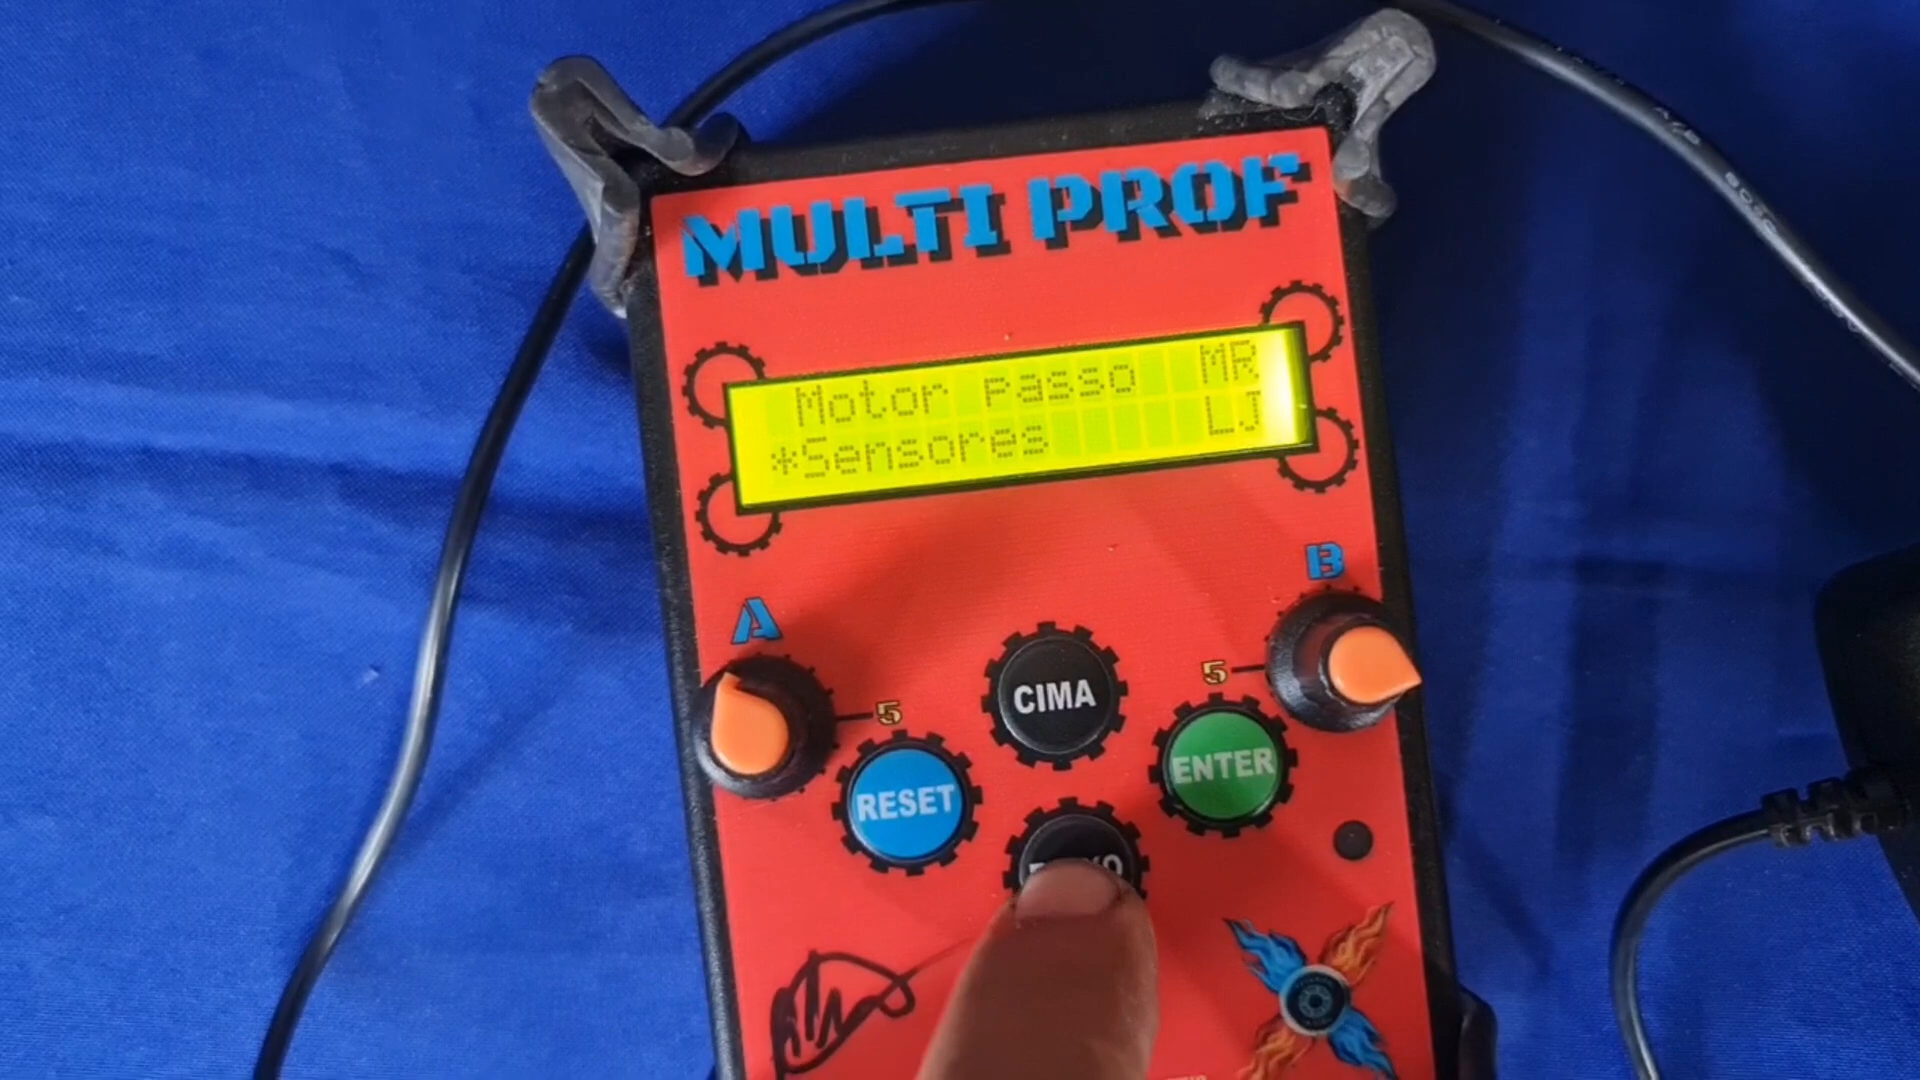 MULTI PROF
Motor Passo MR
*Sensores LJ
A
B
5
5
CIMA
RESET
ENTER